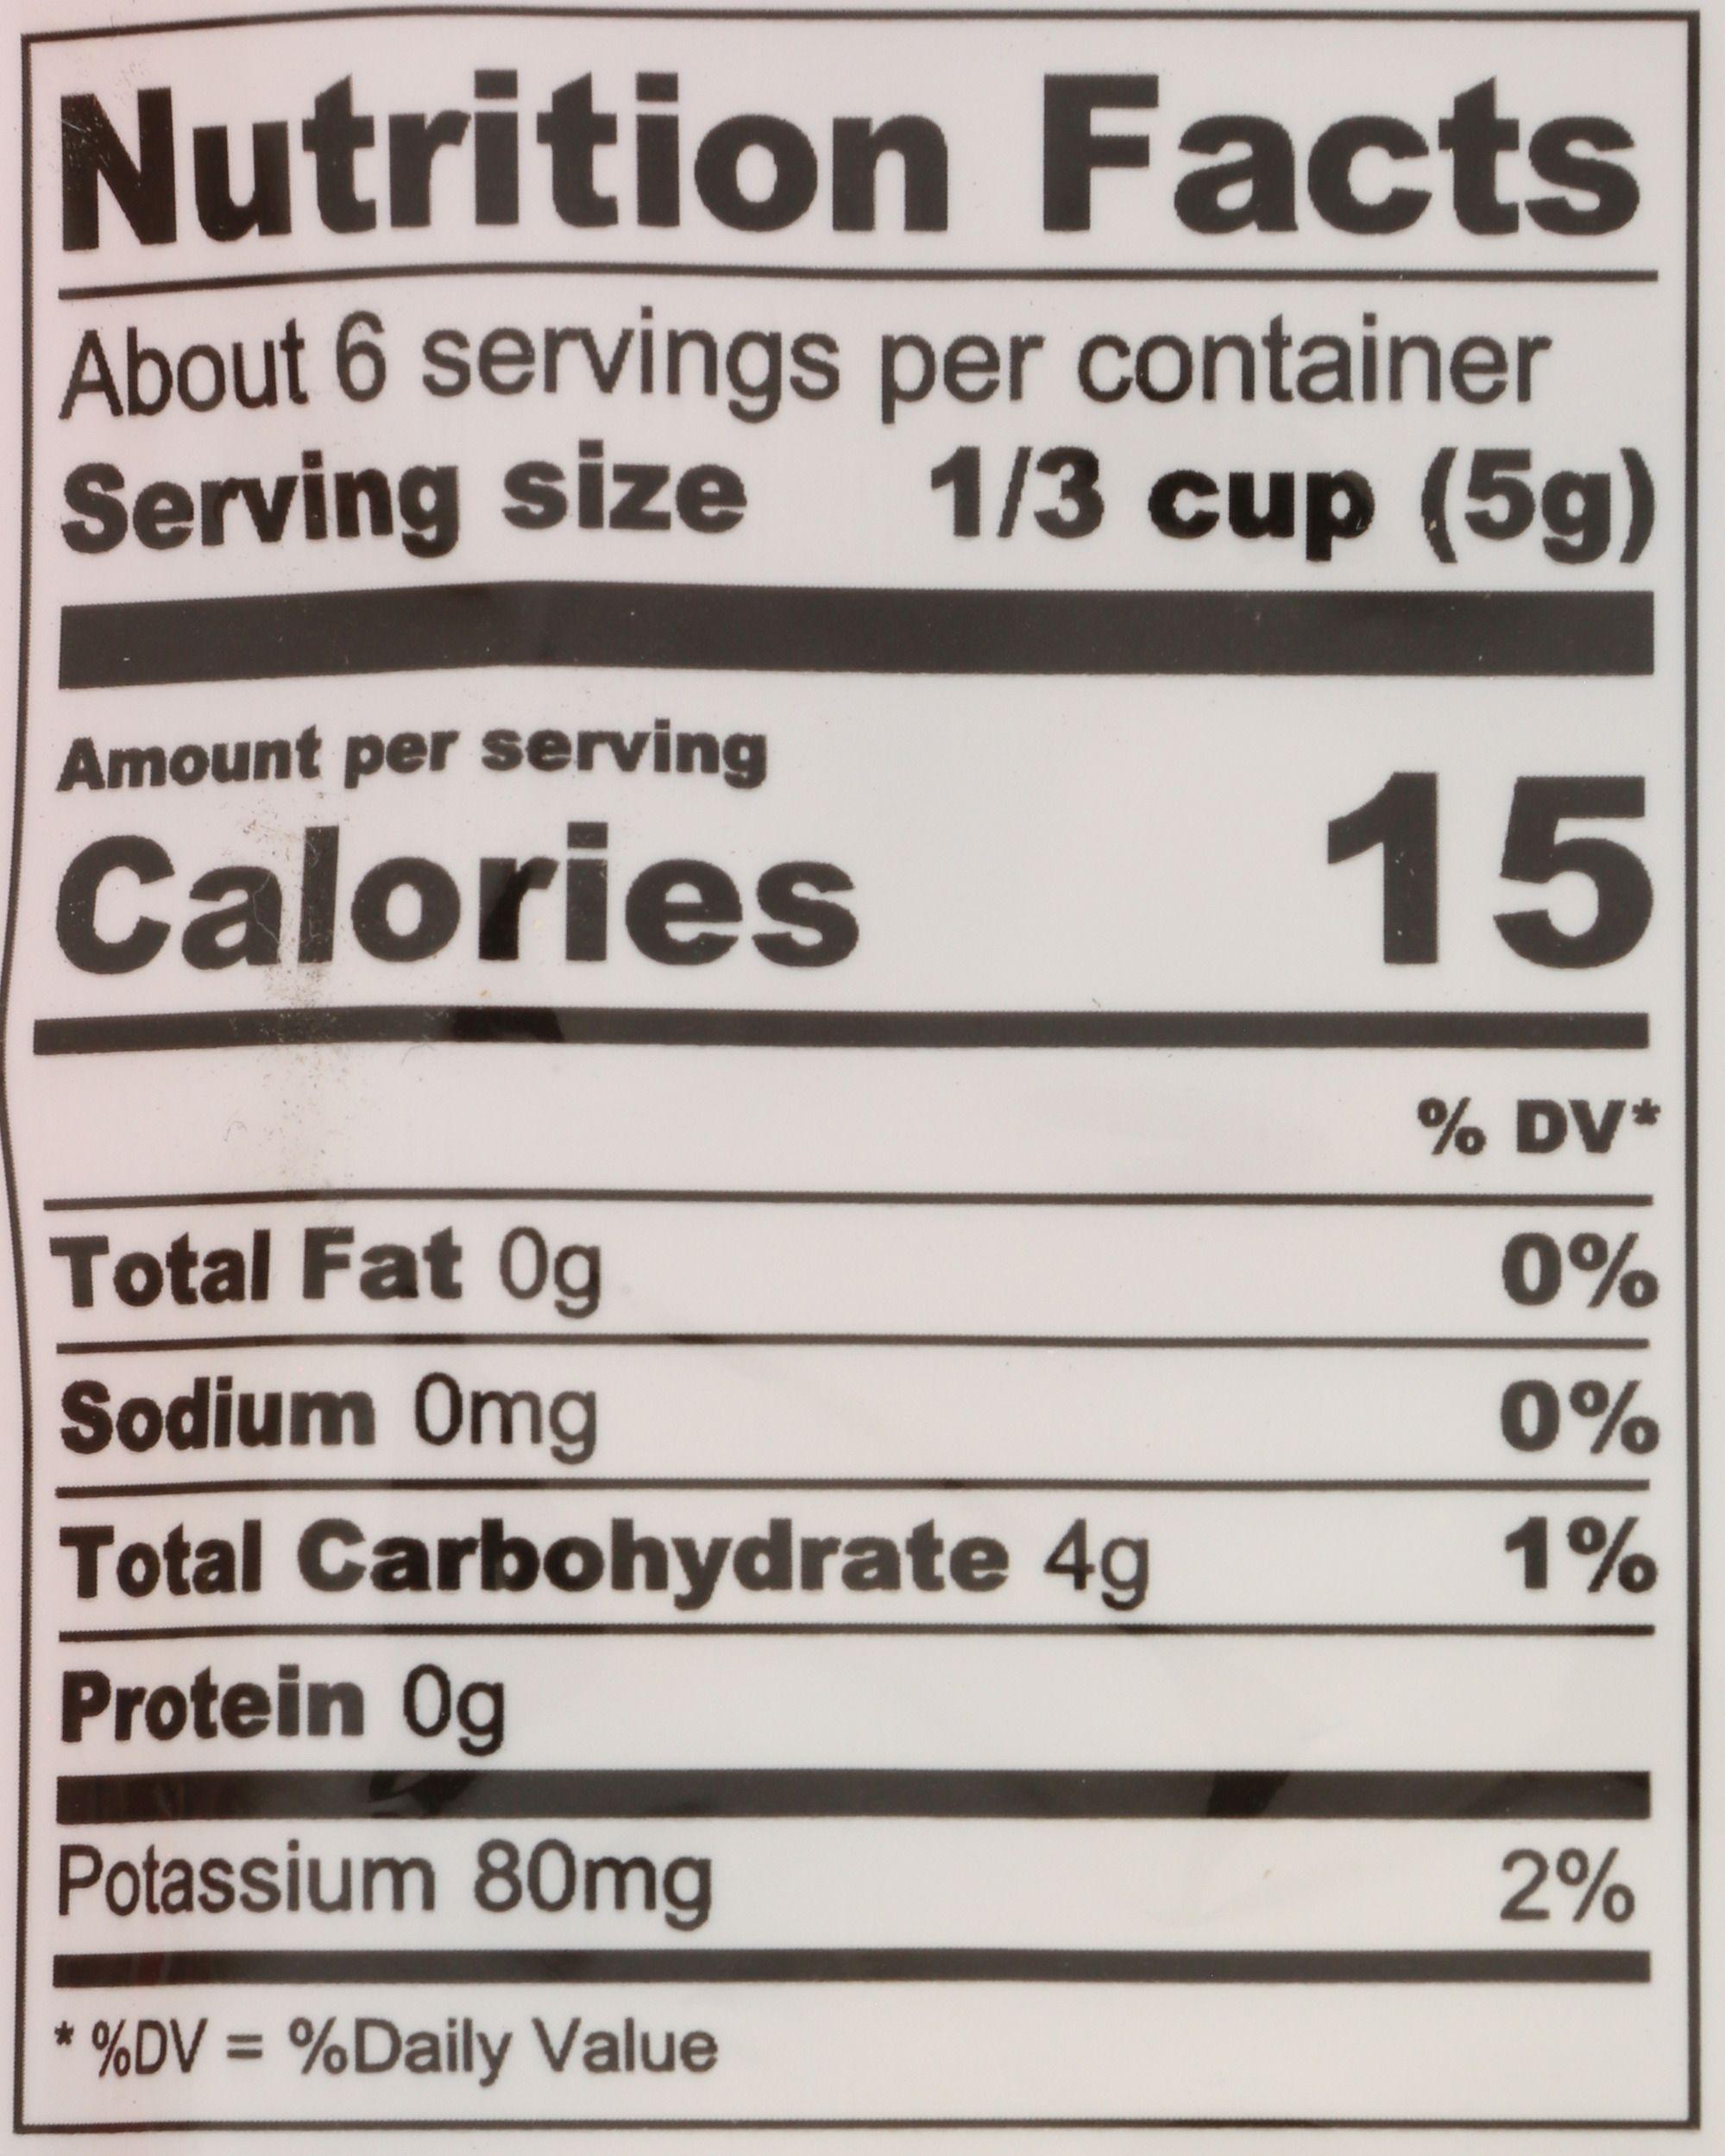 Nutrition Facts
About 6 servings per container
Serving size 1/3 cup (5g)
Amount per serving
Calories 15
% DV*
Total Fat 0g 0%
Sodium 0mg 0%
Total Carbohydrate 4g 1%
Protein 0g
Potassium 80mg 2%
* %DV = %Daily Value